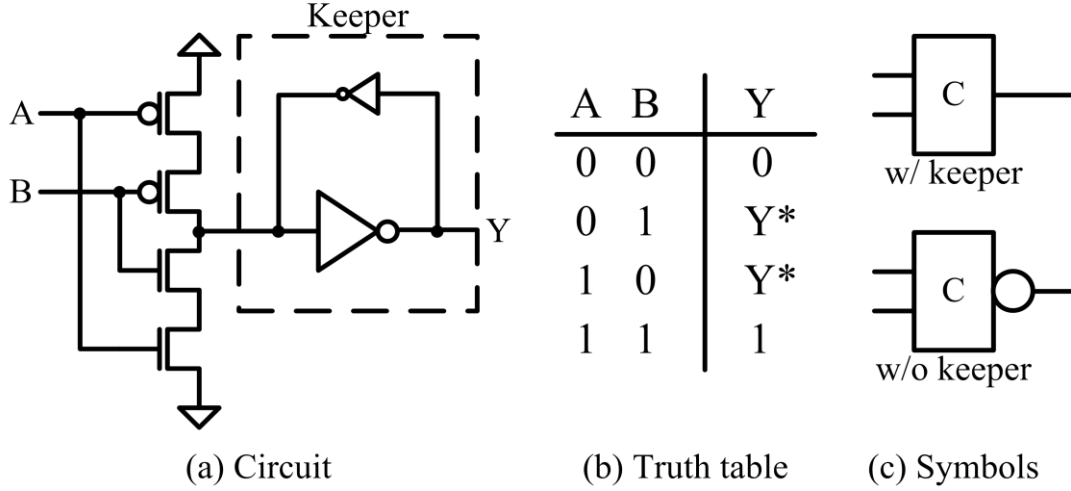 Keeper
A
B
Y
A B Y
0 0 0
0 1 Y*
1 0 Y*
1 1 1
C
w/ keeper
C
w/o keeper
(a) Circuit
(b) Truth table
(c) Symbols